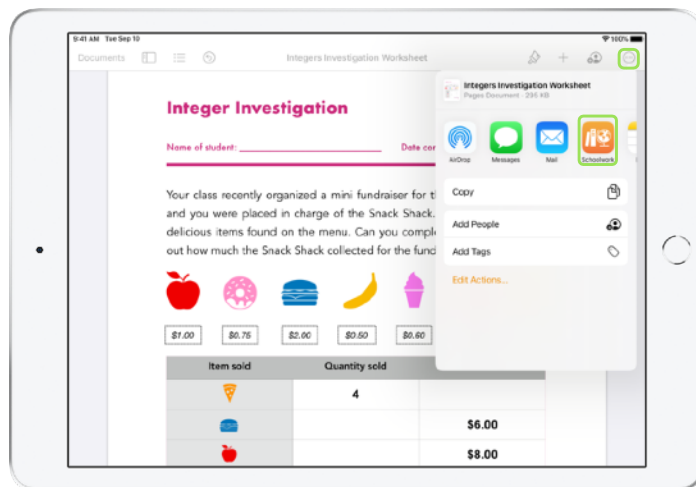 9:41 AM Tue Sep 10
100%
Documents
Integers Investigation Worksheet
Integers Investigation Worksheet
Pages Document · 295 KB
AirDrop
Messages
Mail
Schoolwork
Copy
Add People
Add Tags
Edit Actions...
Integer Investigation
Name of student:
Your class recently organized a mini fundraiser for
and you were placed in charge of the Snack Shack.
delicious items found on the menu. Can you
out how much the Snack Shack collected for the
$1.00 $0.75 $2.00 $0.50 $0.60
Item sold Quantity sold
4
$6.00
$8.00